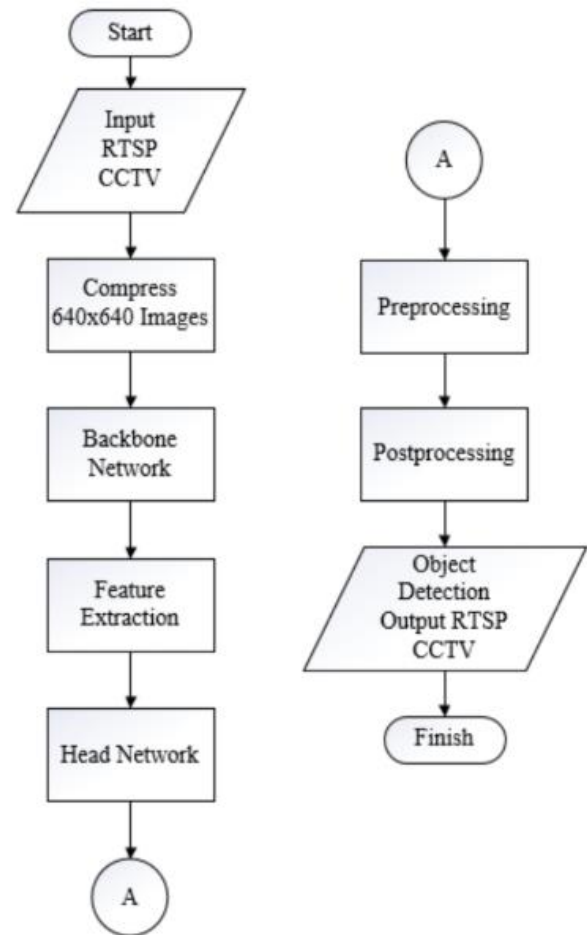 Start
Input
RTSP
CCTV
Compress
640x640 Images
Backbone
Network
Feature
Extraction
Head Network
A
A
Preprocessing
Postprocessing
Object
Detection
Output RTSP
CCTV
Finish